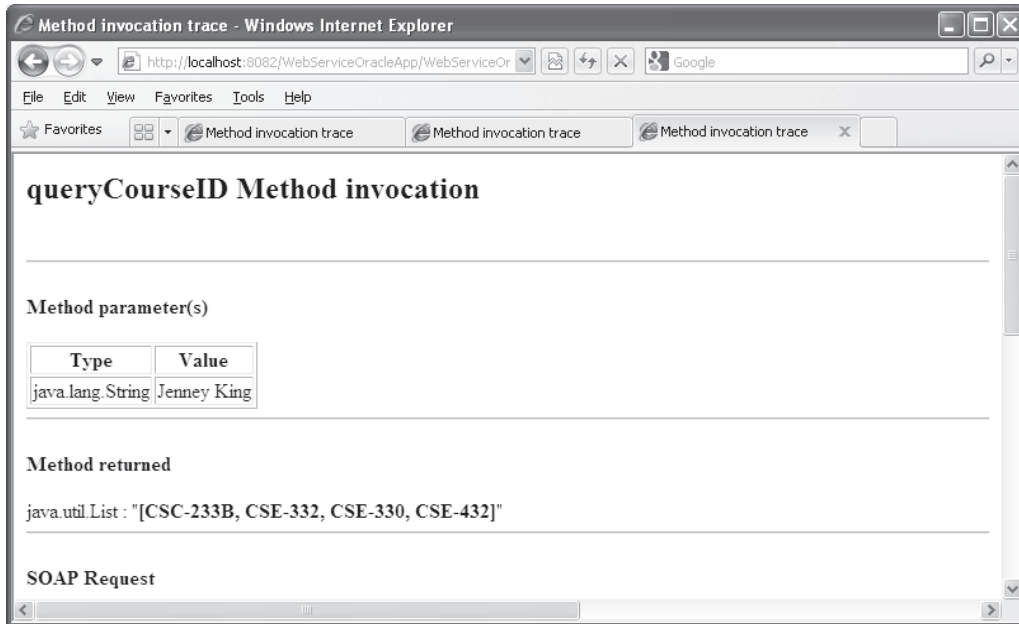 Method invocation trace - Windows Internet Explorer
http://localhost:8082/WebServiceOracleApp/WebServiceOr
Google
File Edit View Favorites Tools Help
Favorites Method invocation trace Method invocation trace Method invocation trace
queryCourseID Method invocation
Method parameter(s)
Type Value
java.lang.String Jenney King
Method returned
java.util.List : "[CSC-233B, CSE-332, CSE-330, CSE-432]"
SOAP Request